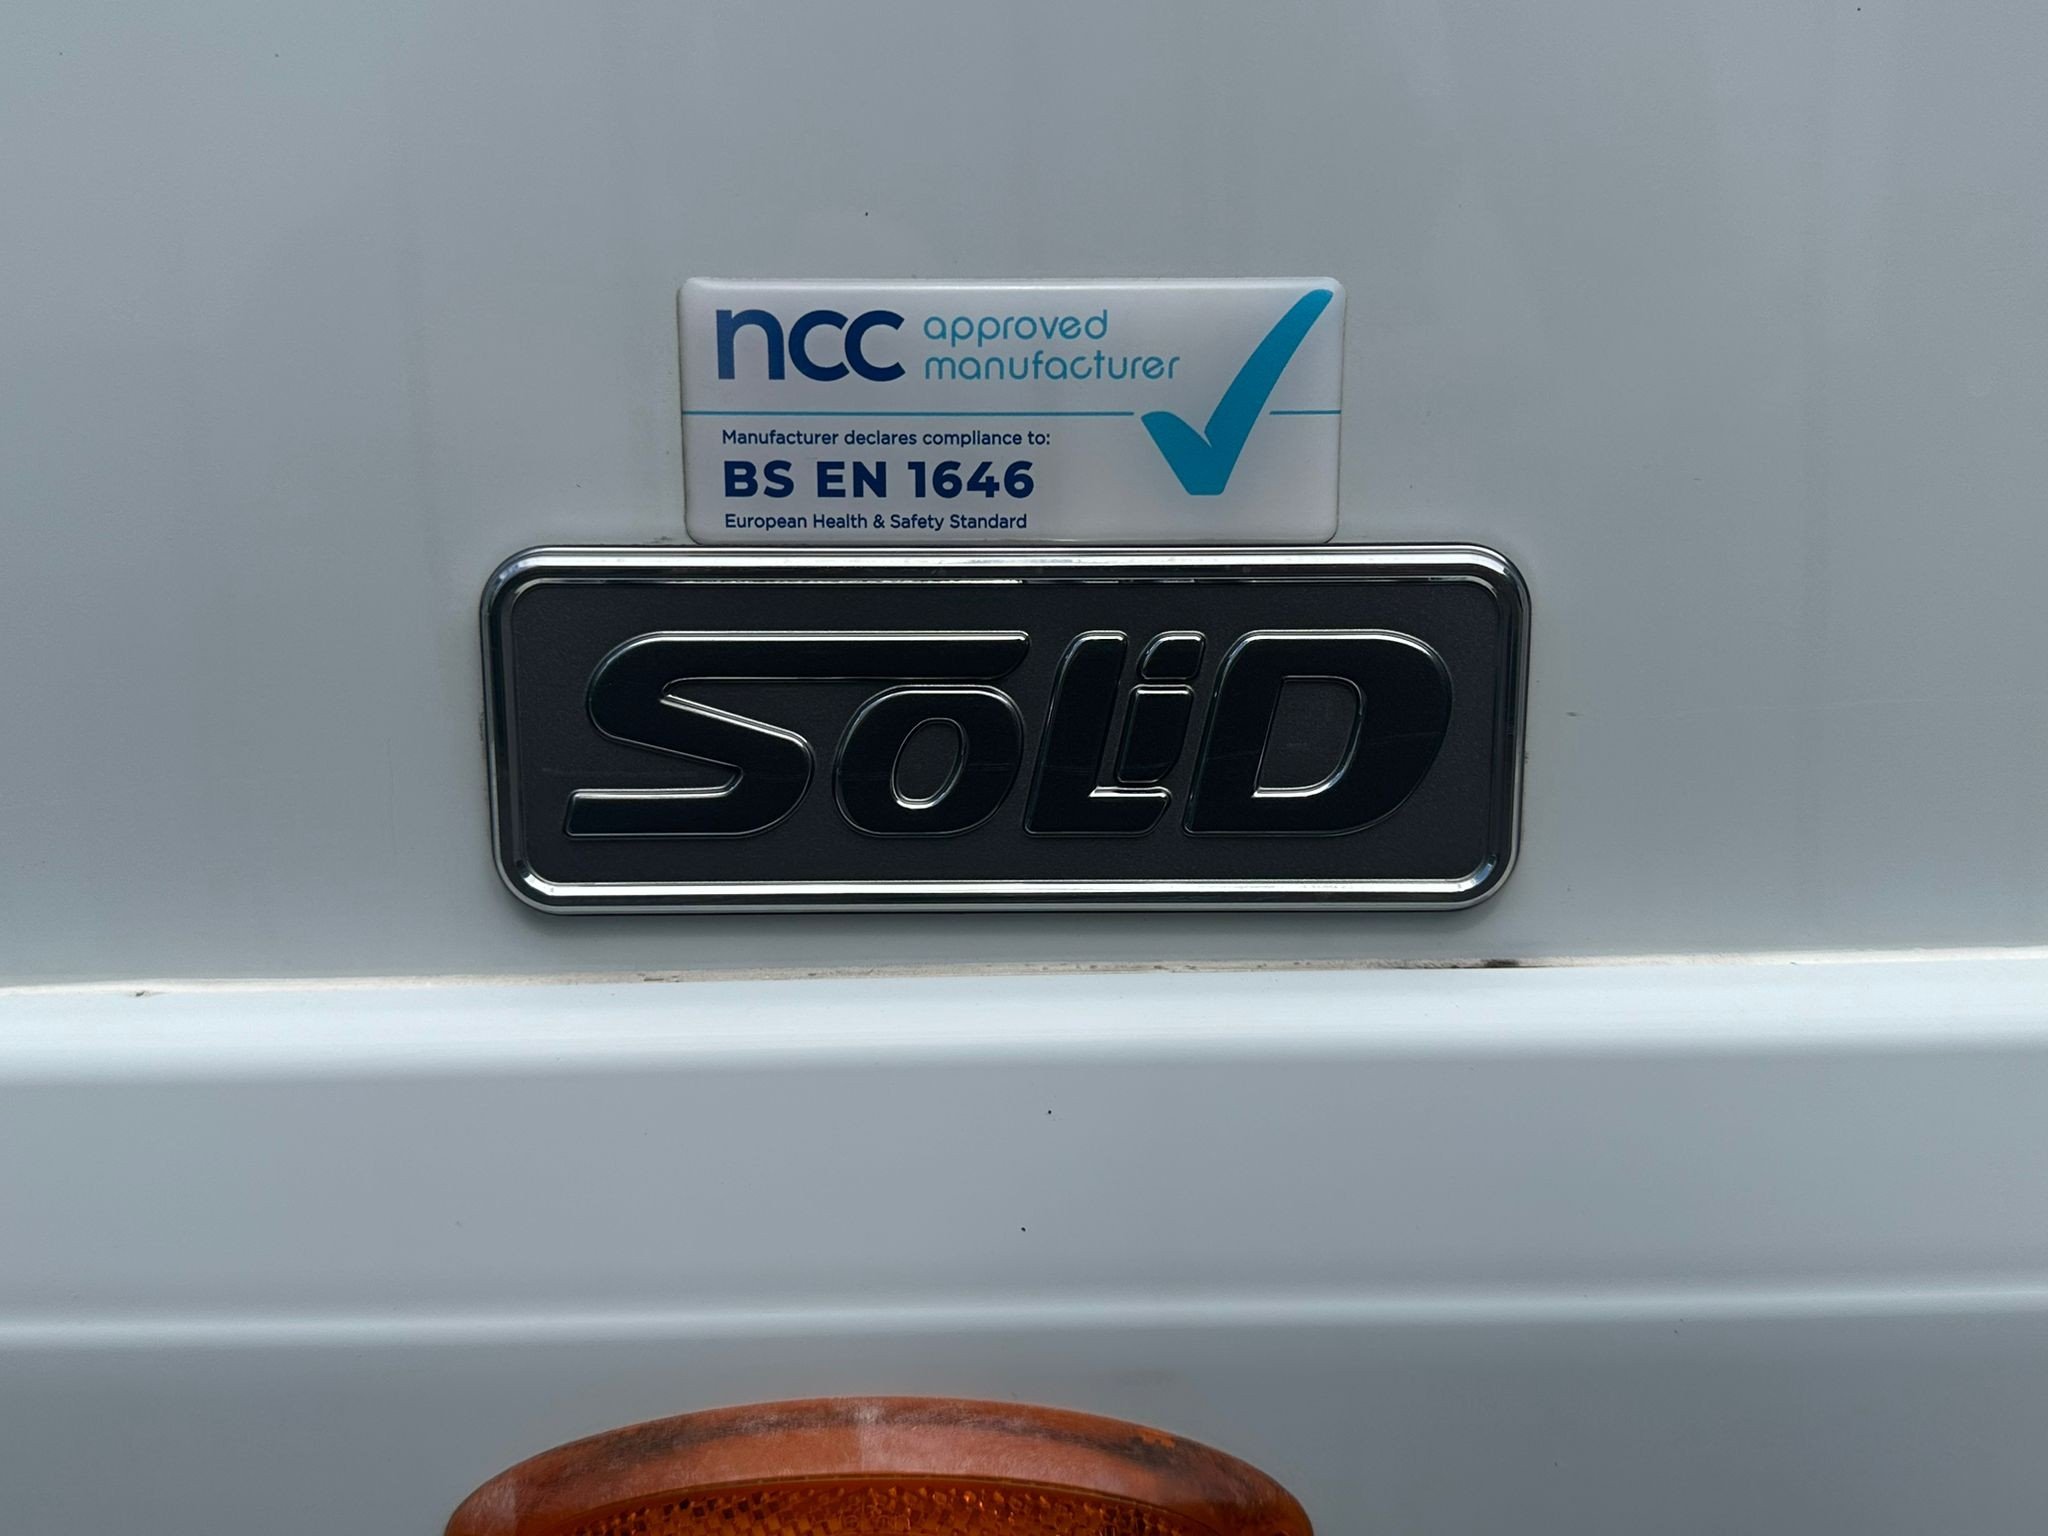 ncc approved
manufacturer
Manufacturer declares compliance to:
BS EN 1646
European Health & Safety Standard
SOLiD